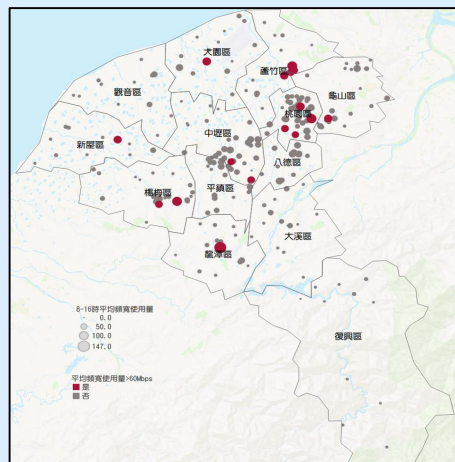 大園區
蘆竹區
龜山區
觀音區
桃園區
中壢區
新屋區
八德區
楊梅區
平鎮區
大溪區
龍潭區
復興區
8-16時平均頻寬使用量
0.0
50.0
100.0
147.0
平均頻寬使用量>60Mbps
是
否